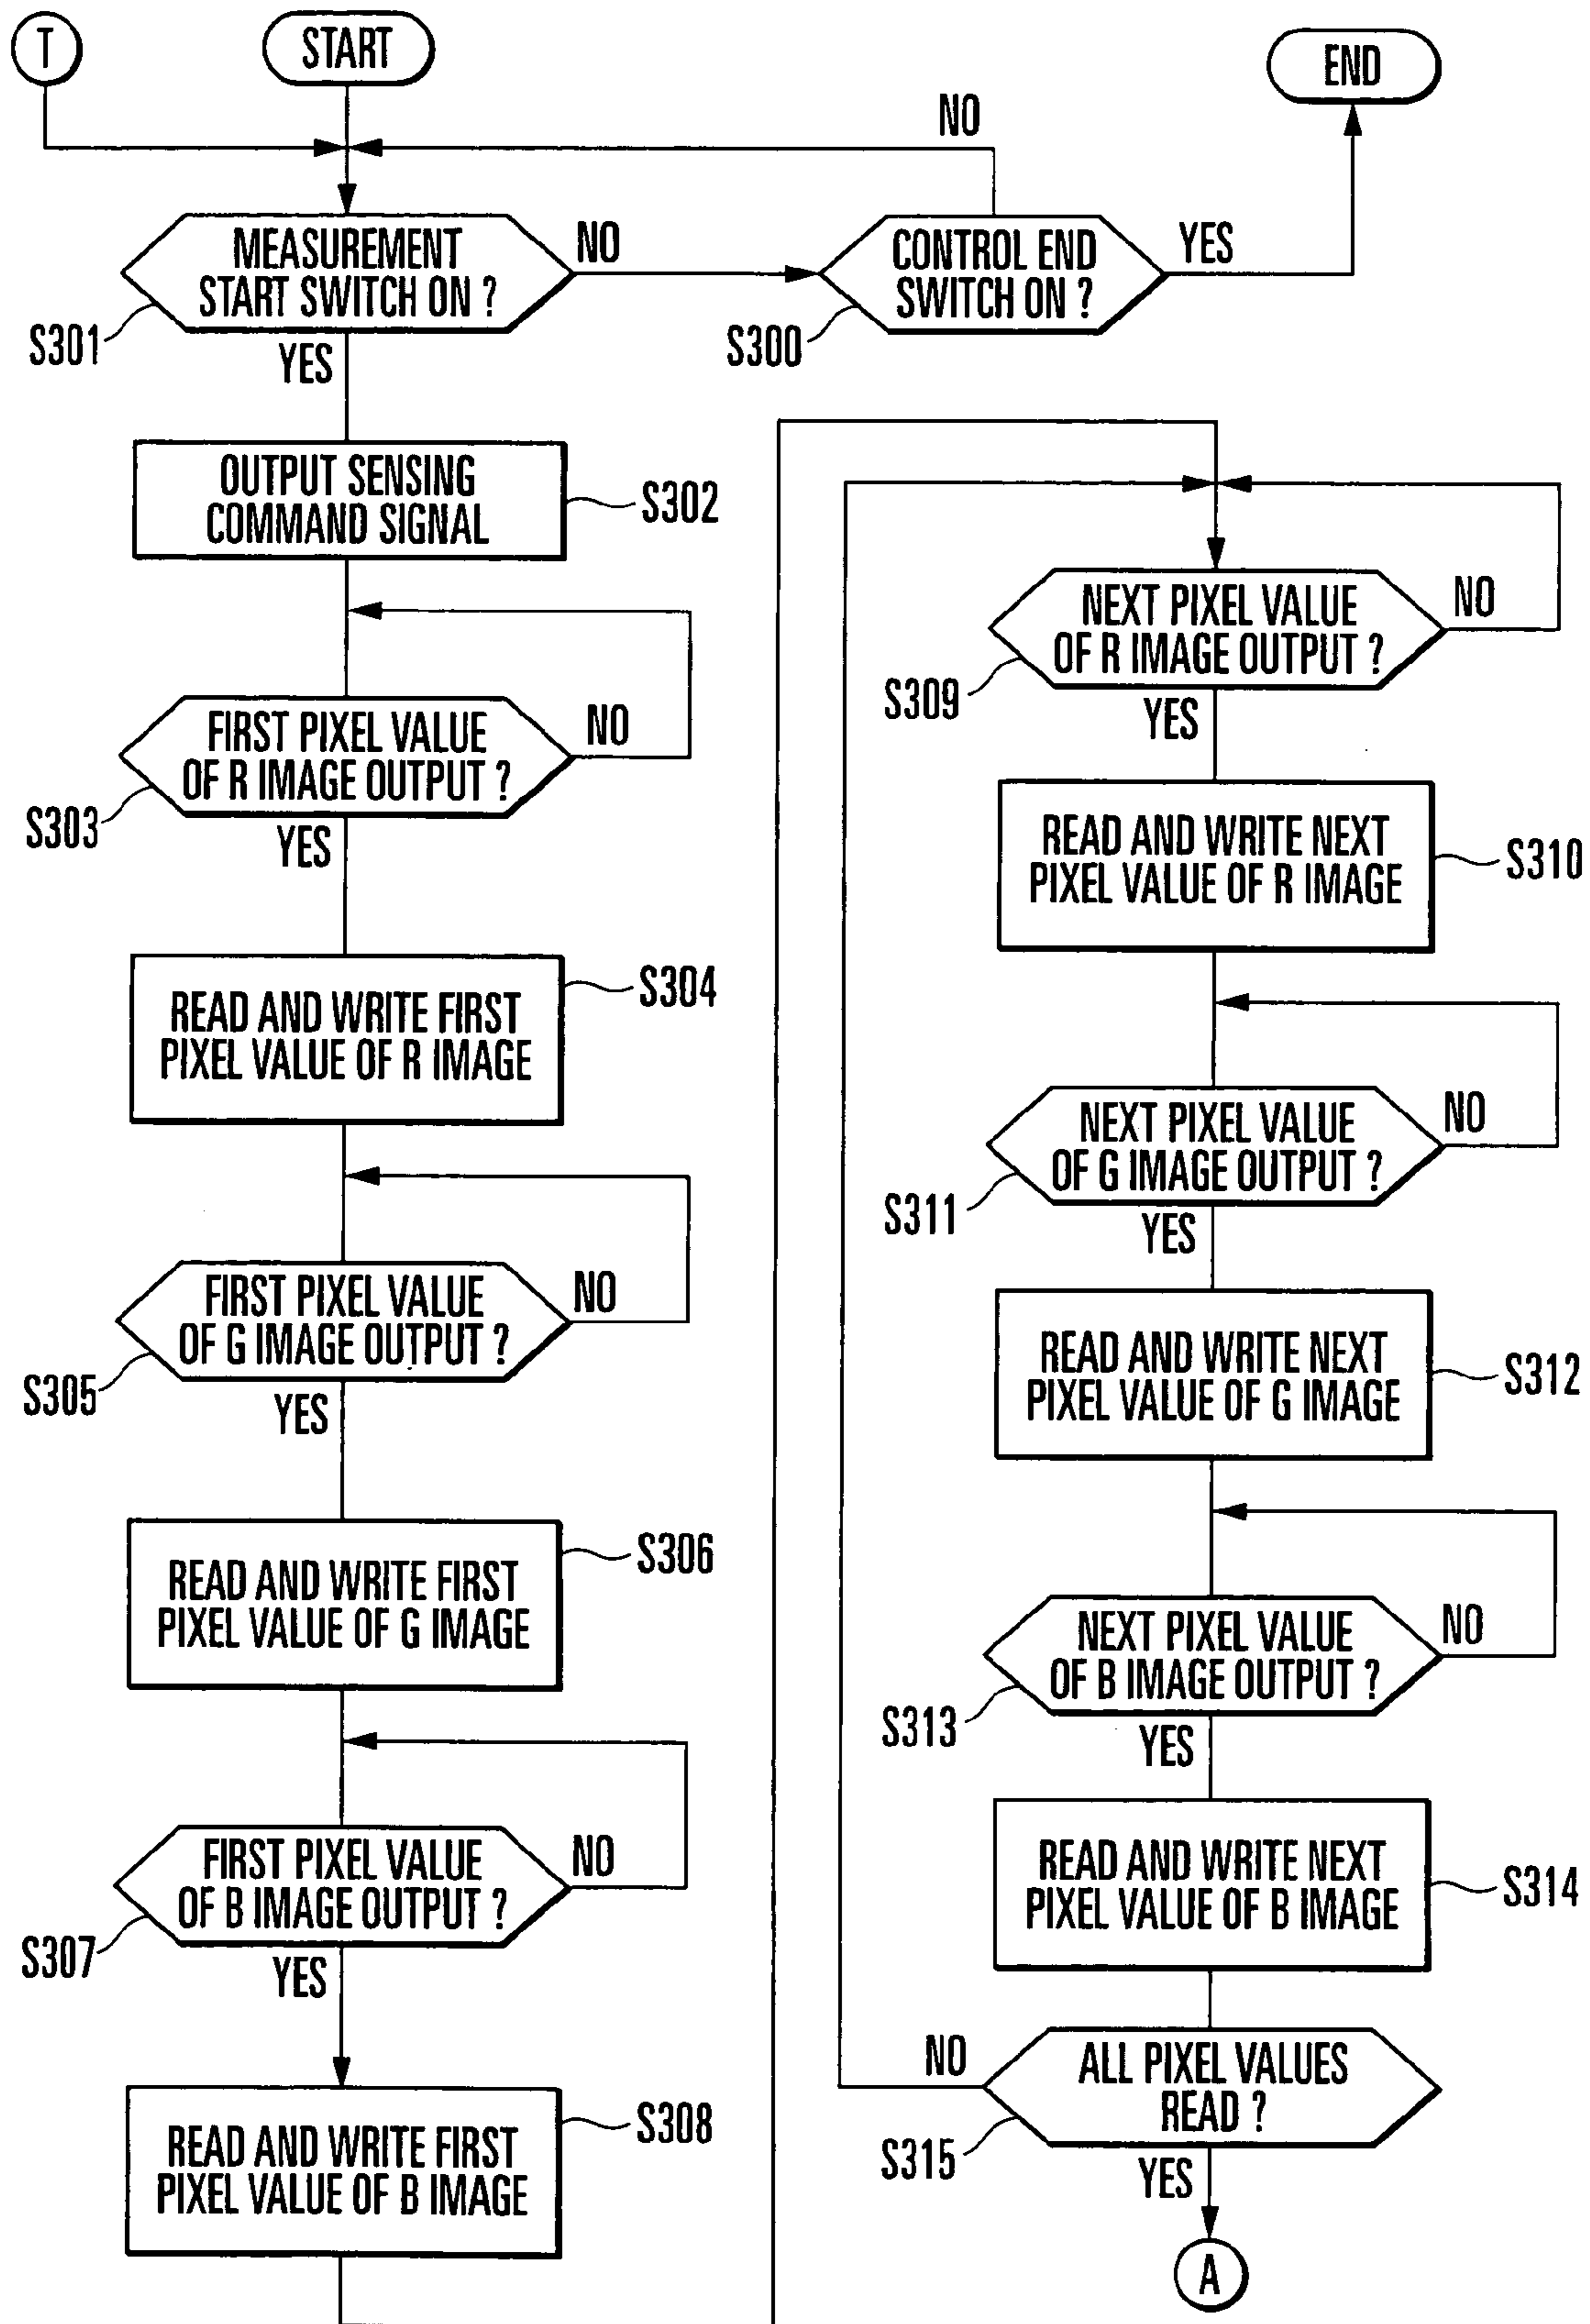 T
START
END
NO
MEASUREMENT
START SWITCH ON ?
NO
S301
YES
CONTROL END
SWITCH ON ?
YES
S300
OUTPUT SENSING
COMMAND SIGNAL
S302
FIRST PIXEL VALUE
OF R IMAGE OUTPUT ?
NO
S303
YES
READ AND WRITE FIRST
PIXEL VALUE OF R IMAGE
S304
FIRST PIXEL VALUE
OF G IMAGE OUTPUT ?
NO
S305
YES
READ AND WRITE FIRST
PIXEL VALUE OF G IMAGE
S306
FIRST PIXEL VALUE
OF B IMAGE OUTPUT ?
NO
S307
YES
READ AND WRITE FIRST
PIXEL VALUE OF B IMAGE
S308
NEXT PIXEL VALUE
OF R IMAGE OUTPUT ?
NO
S309
YES
READ AND WRITE NEXT
PIXEL VALUE OF R IMAGE
S310
NEXT PIXEL VALUE
OF G IMAGE OUTPUT ?
NO
S311
YES
READ AND WRITE NEXT
PIXEL VALUE OF G IMAGE
S312
NEXT PIXEL VALUE
OF B IMAGE OUTPUT ?
NO
S313
YES
READ AND WRITE NEXT
PIXEL VALUE OF B IMAGE
S314
NO
ALL PIXEL VALUES
READ ?
S315
YES
A